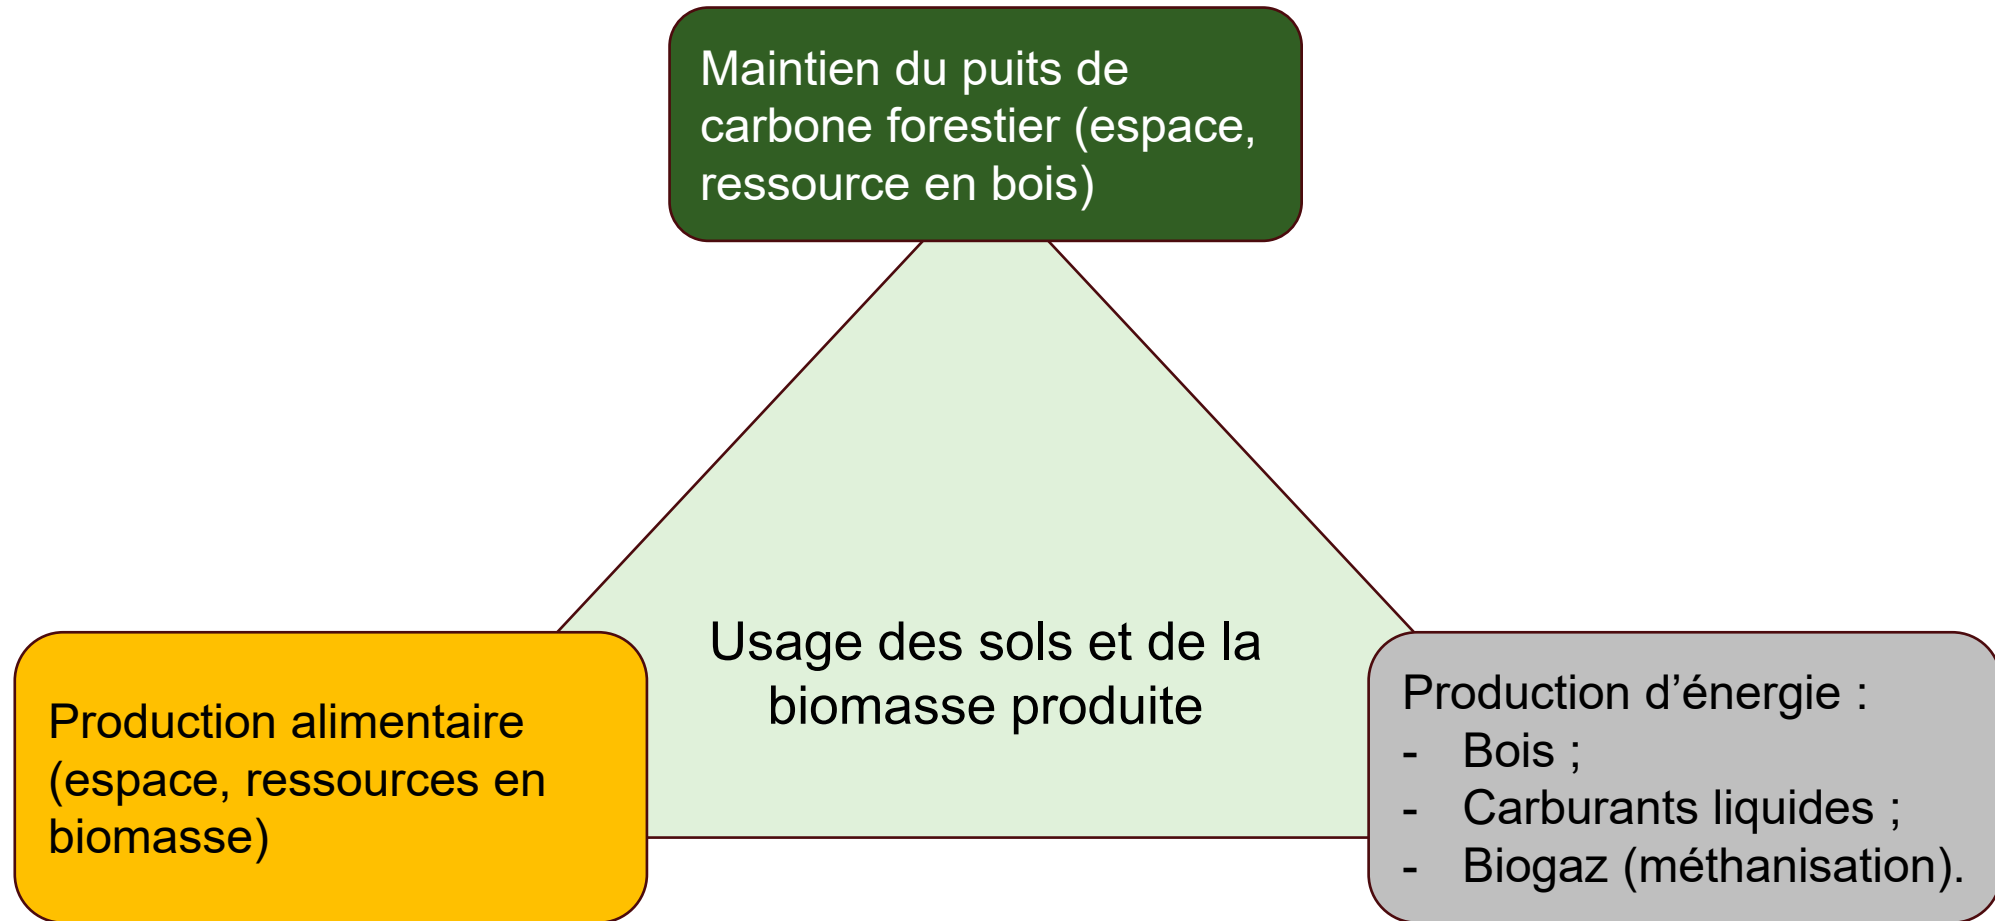 Maintien du puits de
carbone forestier (espace,
ressource en bois)
Usage des sols et de la
biomasse produite
Production alimentaire
(espace, ressources en
biomasse)
Production d’énergie :
- Bois ;
- Carburants liquides ;
- Biogaz (méthanisation).